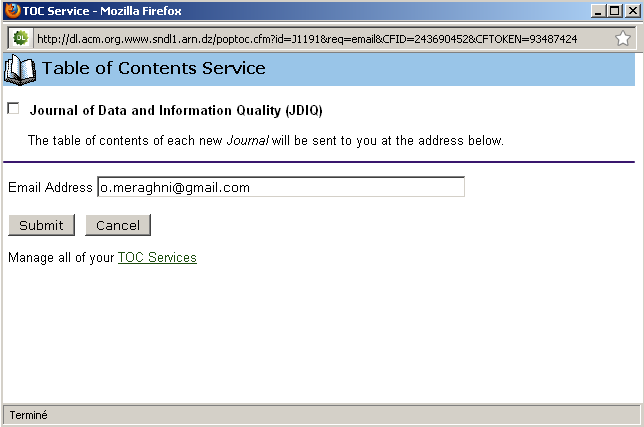 TOC Service - Mozilla Firefox
http://dl.acm.org.www.sndl1.arn.dz/poptoc.cfm?id=J1191&req=email&CFID=243690452&CFTOKEN=93487424
Table of Contents Service
Journal of Data and Information Quality (JDIQ)
The table of contents of each new Journal will be sent to you at the address below.
Email Address o.meraghni@gmail.com
Submit Cancel
Manage all of your TOC Services
Terminé